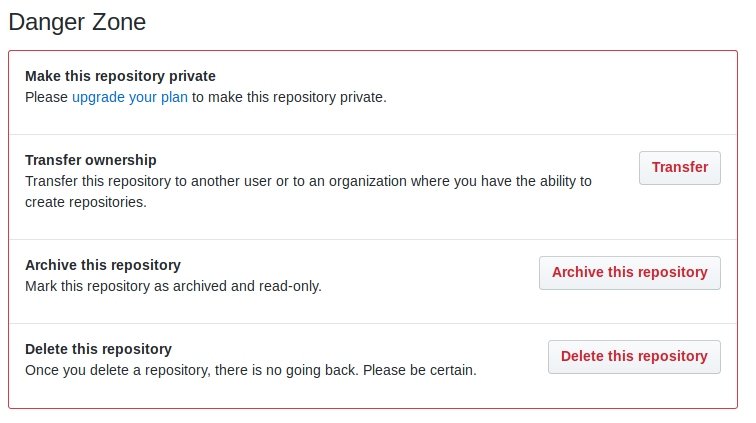 Danger Zone
Make this repository private
Please upgrade your plan to make this repository private.
Transfer ownership
Transfer this repository to another user or to an organization where you have the ability to
create repositories.
Transfer
Archive this repository
Mark this repository as archived and read-only.
Archive this repository
Delete this repository
Once you delete a repository, there is no going back. Please be certain.
Delete this repository